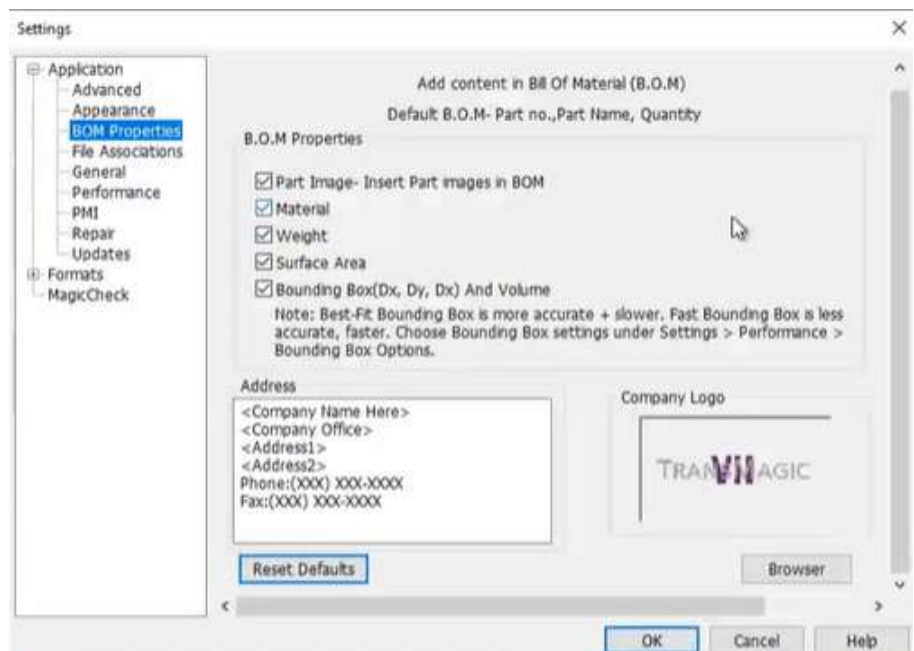 Settings
Application
Advanced
Appearance
BOM Properties
File Associations
General
Performance
PMI
Repair
Updates
Formats
MagicCheck
Add content in Bill Of Material (B.O.M)
Default B.O.M- Part no.,Part Name, Quantity
B.O.M Properties
Part Image- Insert Part images in BOM
Material
Weight
Surface Area
Bounding Box(Dx, Dy, Dx) And Volume
Note: Best-Fit Bounding Box is more accurate + slower. Fast Bounding Box is less
accurate, faster. Choose Bounding Box settings under Settings > Performance >
Bounding Box Options.
Address
<Company Name Here>
<Company Office>
<Address1>
<Address2>
Phone:(XXX) XXX-XXXX
Fax:(XXX) XXX-XXXX
Company Logo
TRANSMAGIC
Reset Defaults
Browser
OK
Cancel
Help